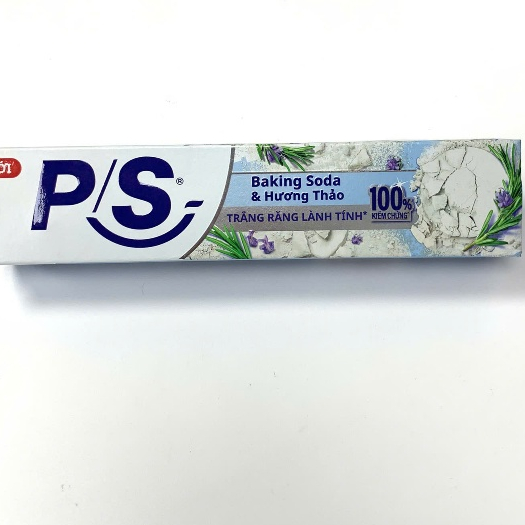 P/S®
Baking Soda
& Hương Thảo
TRẮNG RĂNG LÀNH TÍNH*
100%
KIỂM CHỨNG*